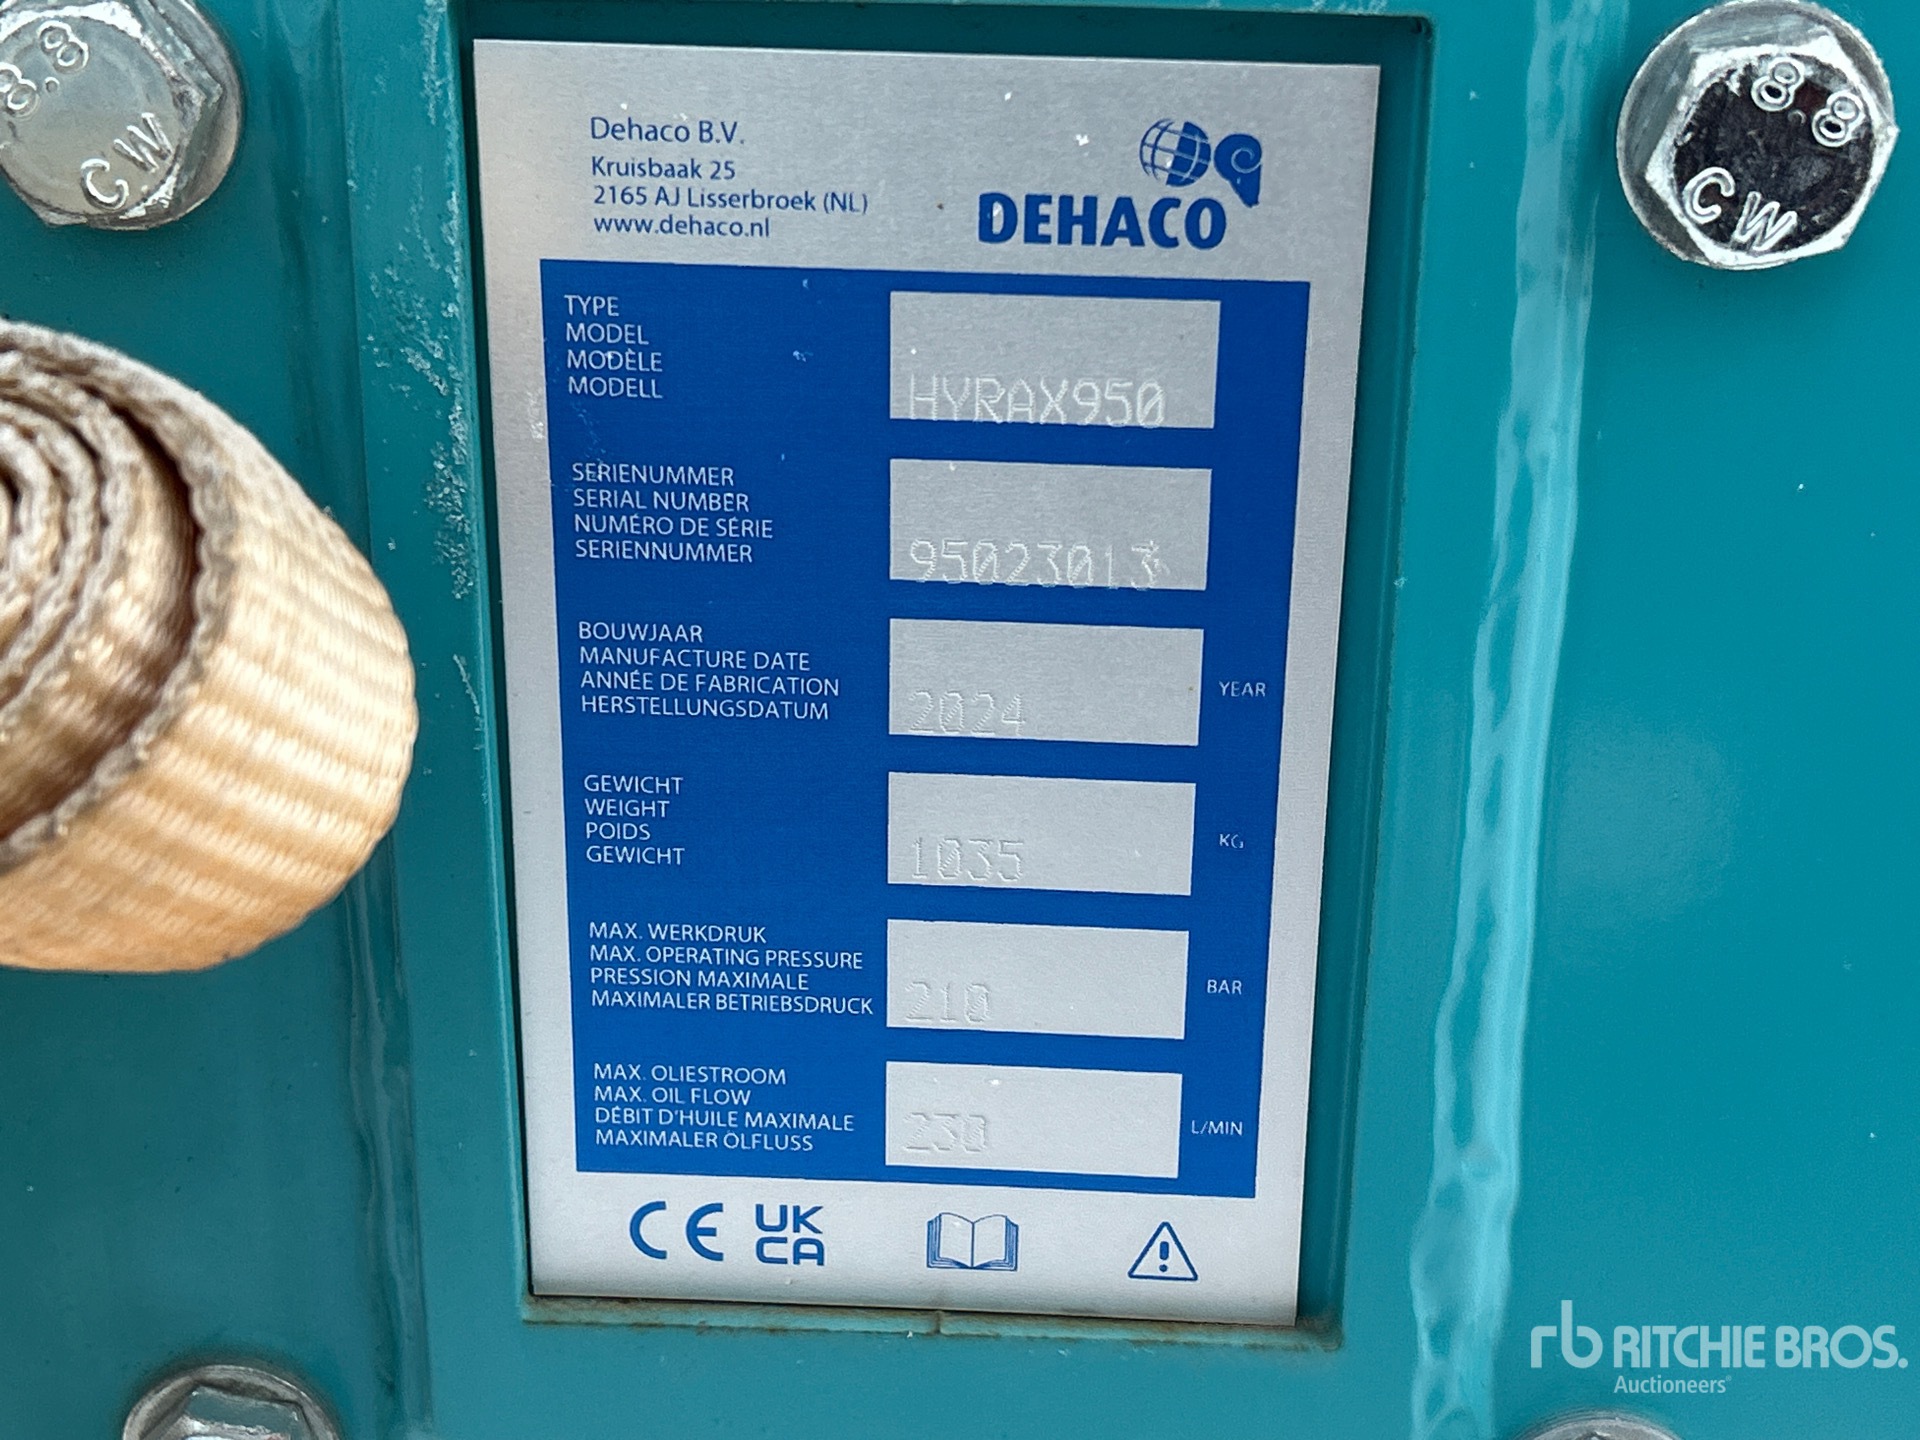 8.8
CW
8.8
CW
Dehaco B.V.
Kruisbaak 25
2165 AJ Lisserbroek (NL)
www.dehaco.nl
DEHACO
TYPE
MODEL
MODÈLE
MODELL
HYRAX950
SERIENUMMER
SERIAL NUMBER
NUMÉRO DE SÉRIE
SERIENNUMMER
95023013
BOUWJAAR
MANUFACTURE DATE
ANNÉE DE FABRICATION
HERSTELLUNGSDATUM
2024
YEAR
GEWICHT
WEIGHT
POIDS
GEWICHT
1035
KG
MAX. WERKDRUK
MAX. OPERATING PRESSURE
PRESSION MAXIMALE
MAXIMALER BETRIEBSDRUCK
210
BAR
MAX. OLIESTROOM
MAX. OIL FLOW
DÉBIT D'HUILE MAXIMALE
MAXIMALER ÖLFLUSS
230
L/MIN
CE
UK
CA
rb RITCHIE BROS.
Auctioneers